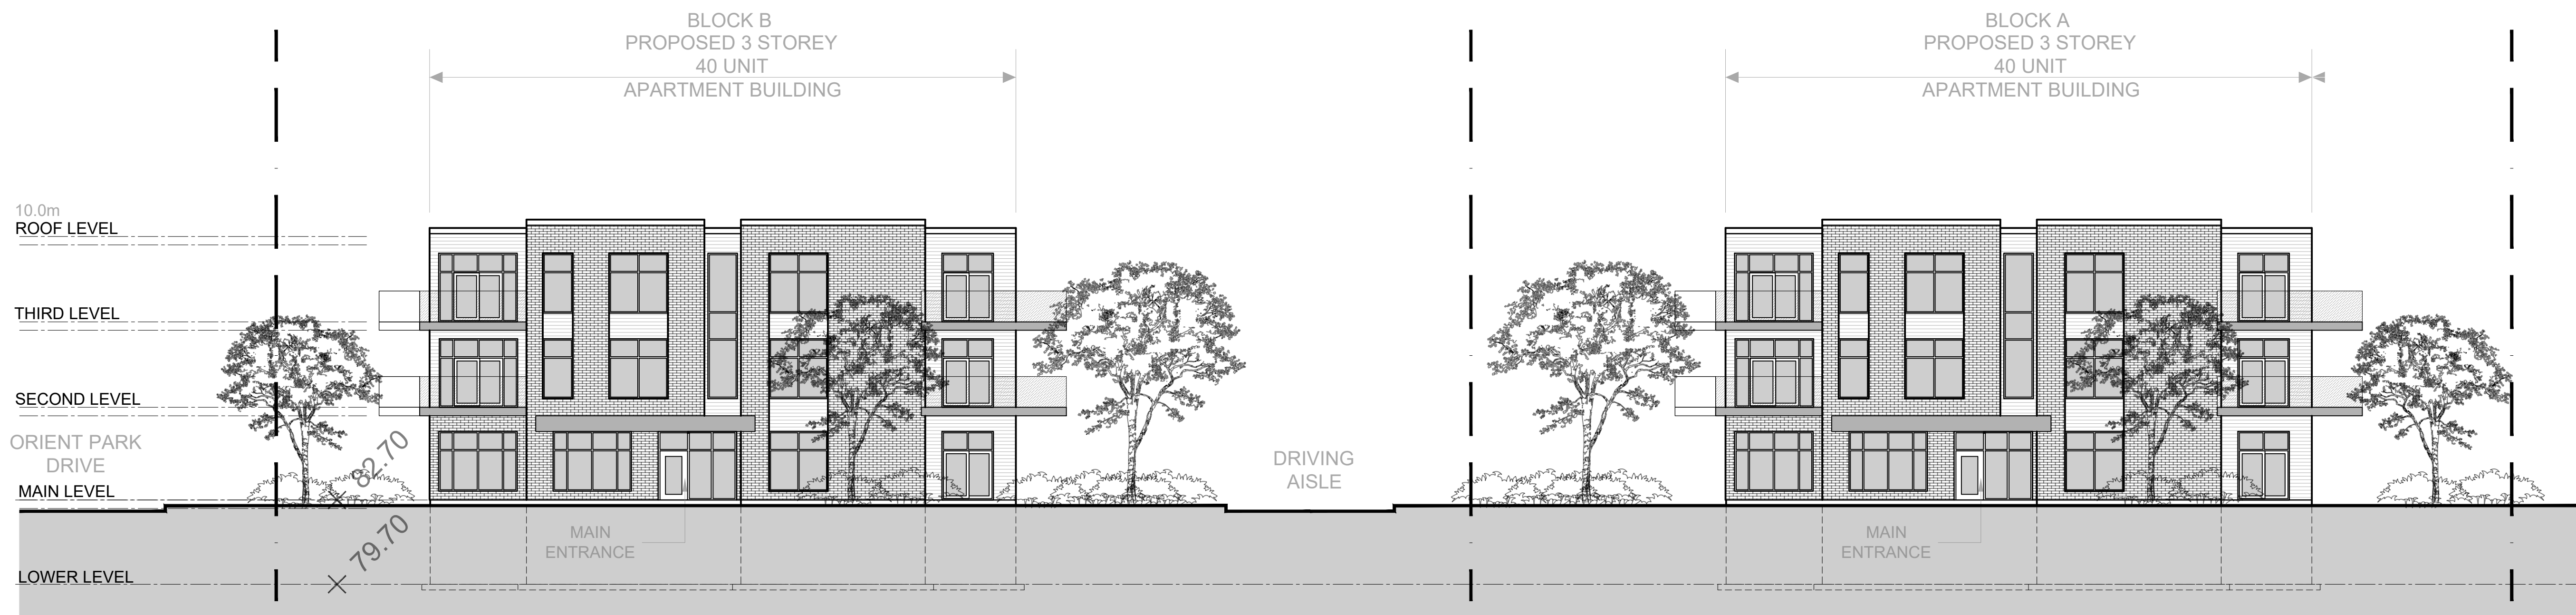 BLOCK B
PROPOSED 3 STOREY
40 UNIT
APARTMENT BUILDING
BLOCK A
PROPOSED 3 STOREY
40 UNIT
APARTMENT BUILDING
10.0m
ROOF LEVEL
THIRD LEVEL
SECOND LEVEL
ORIENT PARK
DRIVE
82.70
MAIN LEVEL
DRIVING
AISLE
MAIN
ENTRANCE
MAIN
ENTRANCE
79.70
LOWER LEVEL